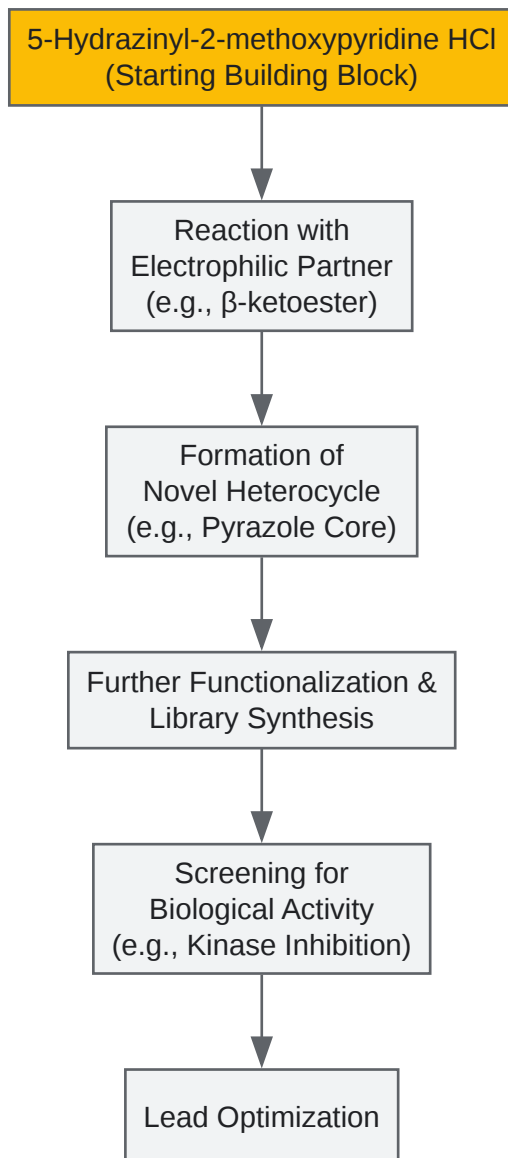 5-Hydrazinyl-2-methoxypyridine HCl
(Starting Building Block)
Reaction with
Electrophilic Partner
(e.g., β-ketoester)
Formation of
Novel Heterocycle
(e.g., Pyrazole Core)
Further Functionalization &
Library Synthesis
Screening for
Biological Activity
(e.g., Kinase Inhibition)
Lead Optimization